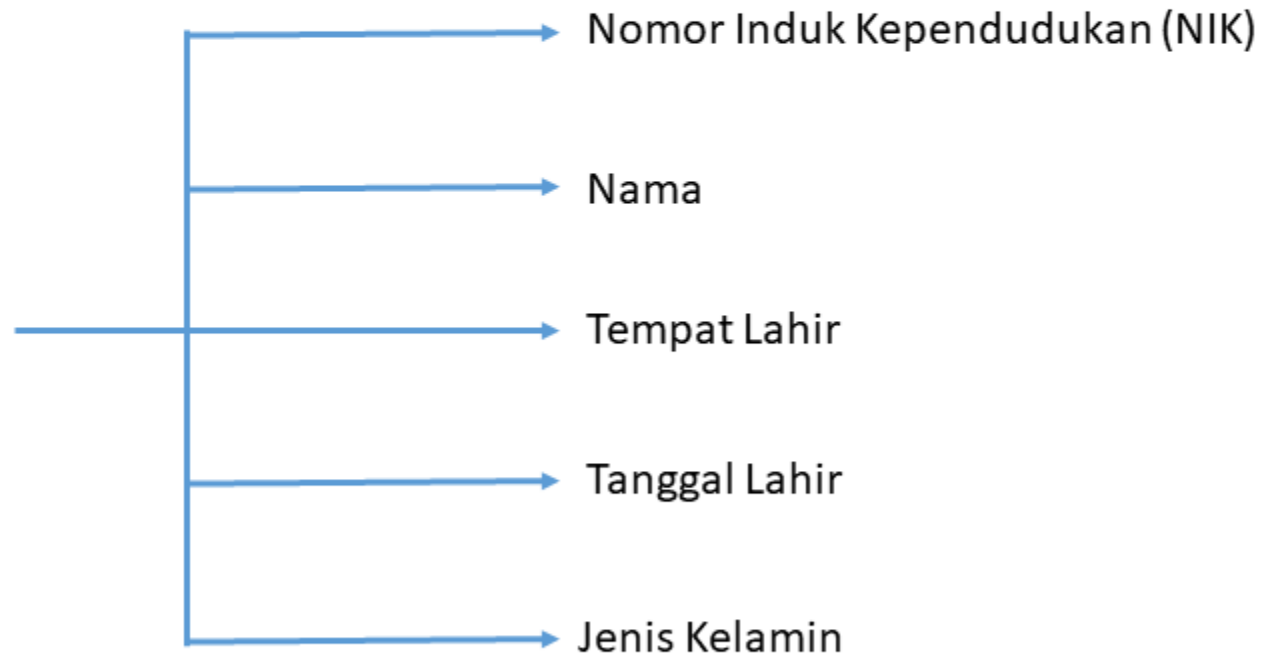 Nomor Induk Kependudukan (NIK)
Nama
Tempat Lahir
Tanggal Lahir
Jenis Kelamin